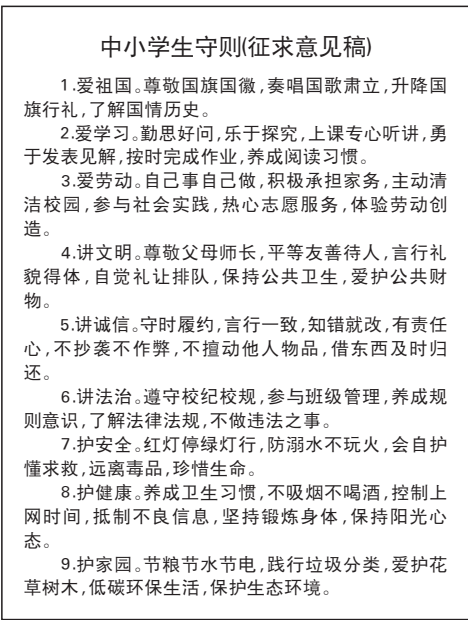 中小学生守则(征求意见稿)
1.爱祖国。尊敬国旗国徽,奏唱国歌肃立,升降国
旗行礼,了解国情历史。
2.爱学习。勤思好问,乐于探究,上课专心听讲,勇
于发表见解,按时完成作业,养成阅读习惯。
3.爱劳动。自己事自己做,积极承担家务,主动清
洁校园,参与社会实践,热心志愿服务,体验劳动创
造。
4.讲文明。尊敬父母师长,平等友善待人,言行礼
貌得体,自觉礼让排队,保持公共卫生,爱护公共财
物。
5.讲诚信。守时履约,言行一致,知错就改,有责任
心,不抄袭不作弊,不擅动他人物品,借东西及时归
还。
6.讲法治。遵守校纪校规,参与班级管理,养成规
则意识,了解法律法规,不做违法之事。
7.护安全。红灯停绿灯行,防溺水不玩火,会自护
懂求救,远离毒品,珍惜生命。
8.护健康。养成卫生习惯,不吸烟不喝酒,控制上
网时间,抵制不良信息,坚持锻炼身体,保持阳光心
态。
9.护家园。节粮节水节电,践行垃圾分类,爱护花
草树木,低碳环保生活,保护生态环境。